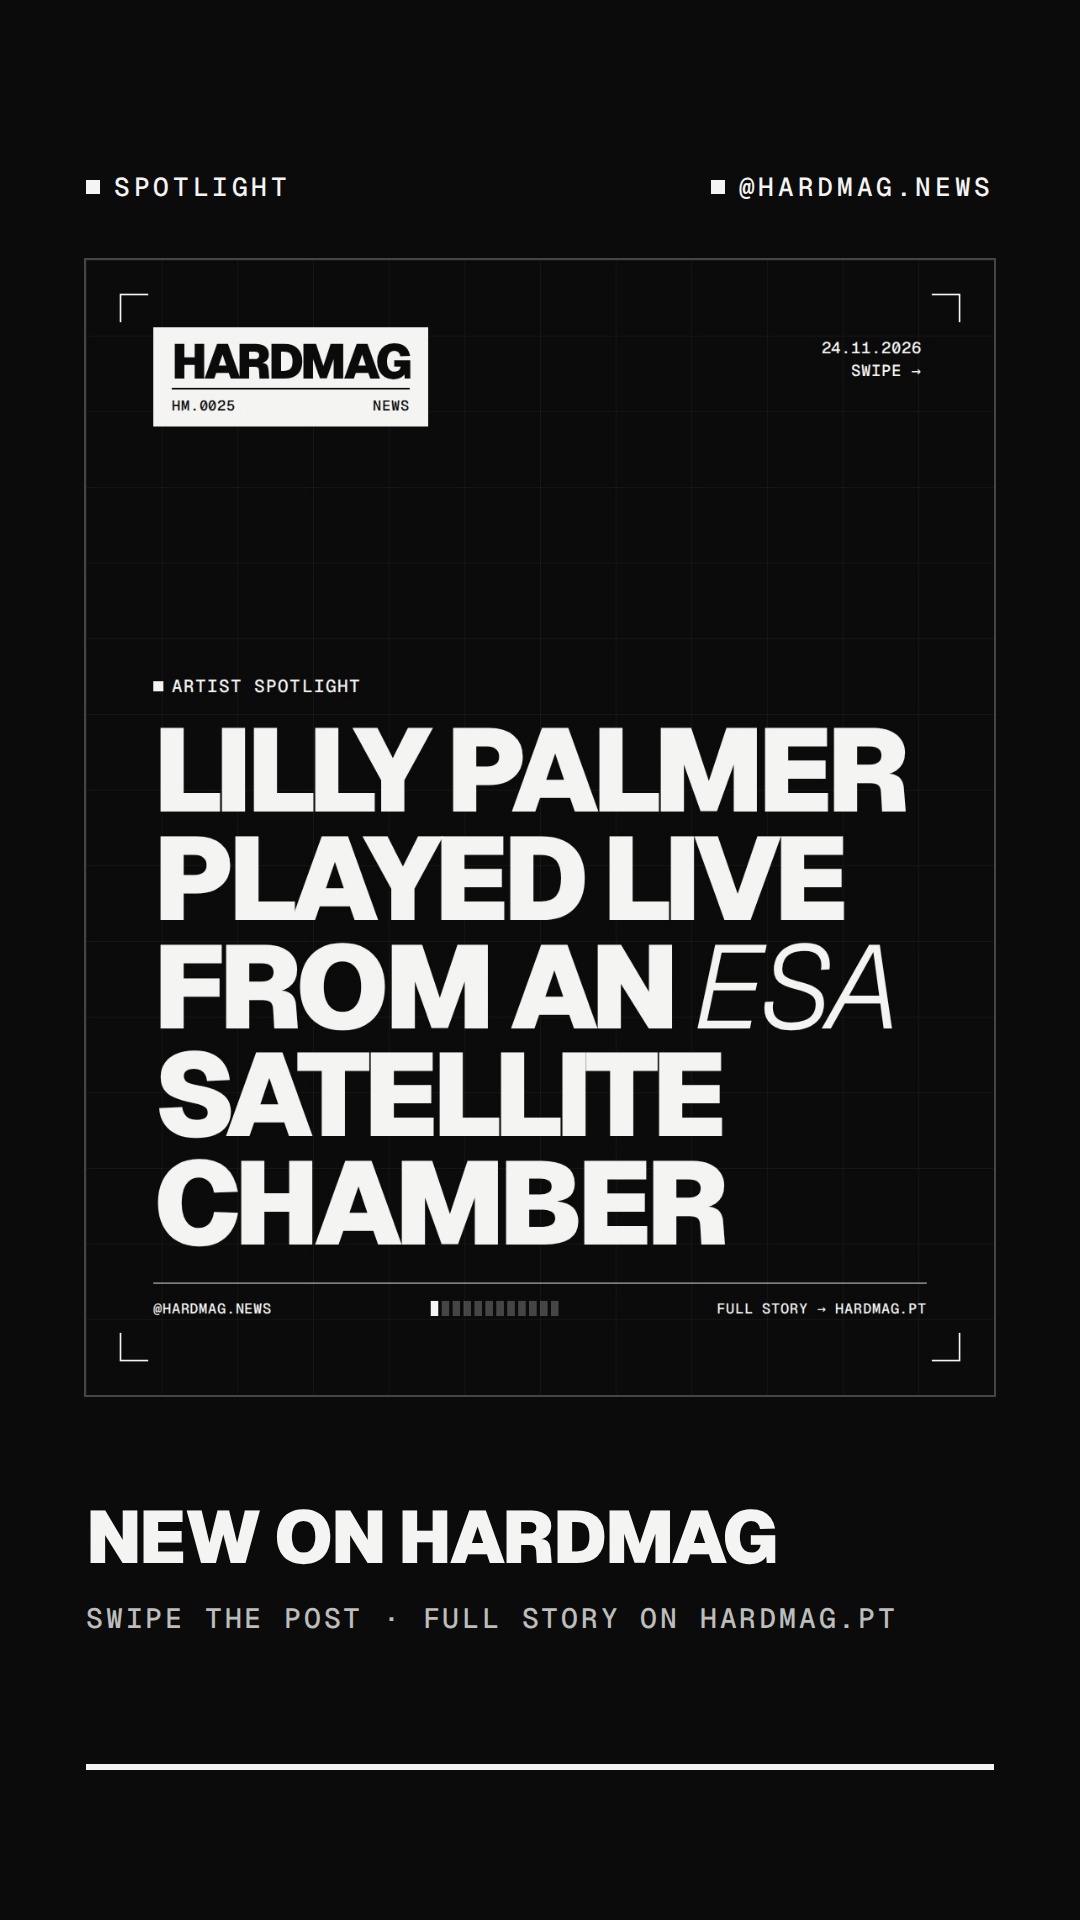 SPOTLIGHT
@HARDMAG.NEWS
HARDMAG
HM.0025 NEWS
24.11.2026
SWIPE →
ARTIST SPOTLIGHT
LILLY PALMER
PLAYED LIVE
FROM AN ESA
SATELLITE
CHAMBER
@HARDMAG.NEWS
FULL STORY → HARDMAG.PT
NEW ON HARDMAG
SWIPE THE POST · FULL STORY ON HARDMAG.PT